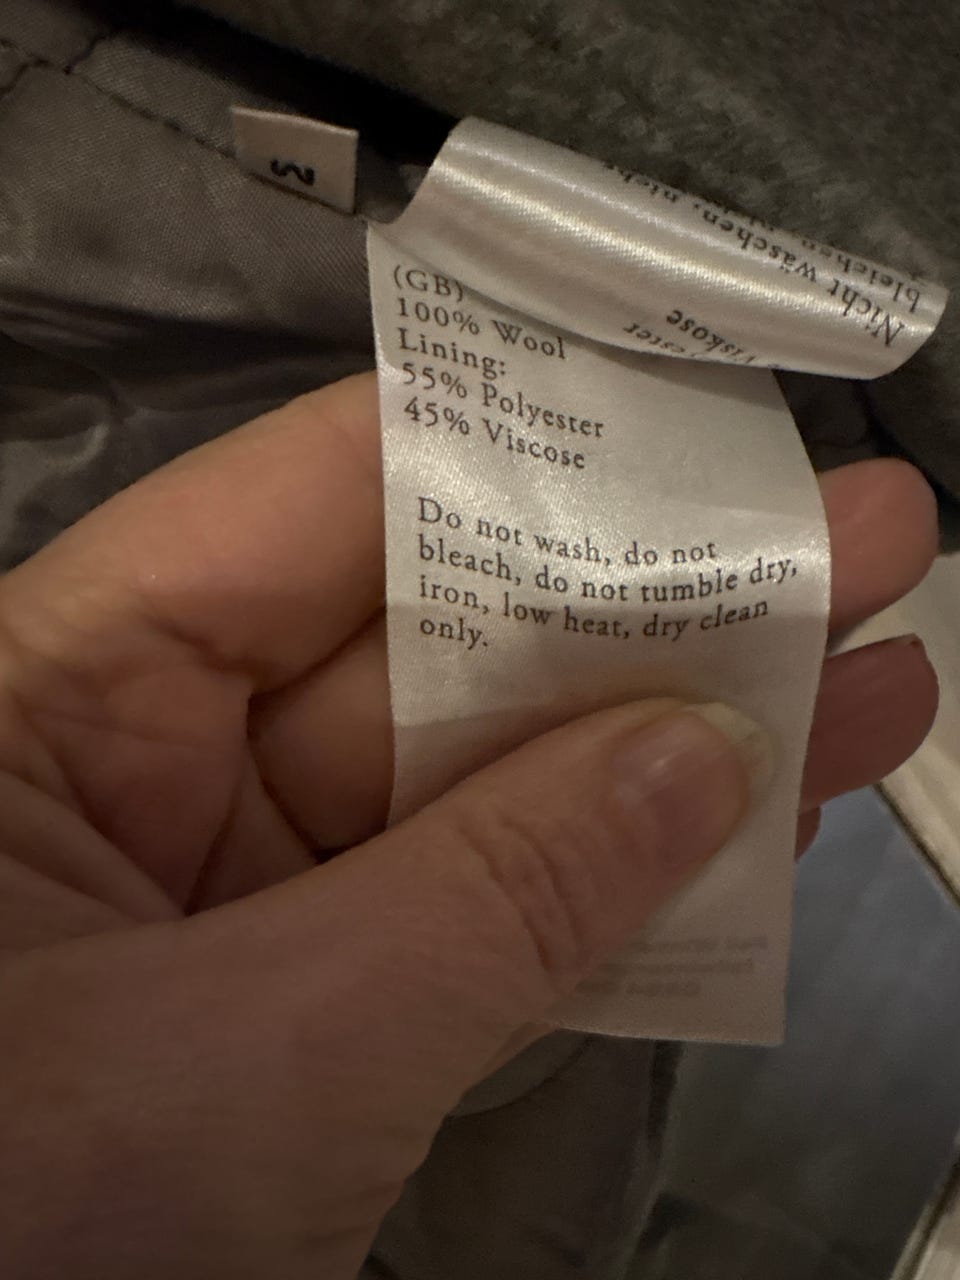 (GB)
100% Wool
Lining:
55% Polyester
45% Viscose
Do not wash, do not
bleach, do not tumble dry,
iron, low heat, dry clean
only.
Nicht wäschen, nicht
bleichen,
Viskose